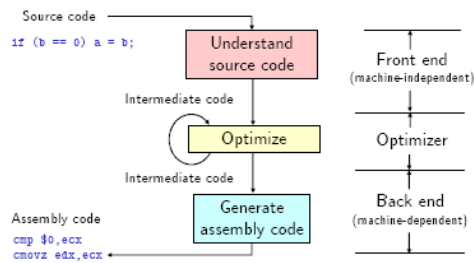 Source code
if (b == 0) a = b;
Understand
source code
Front end
(machine-independent)
Intermediate code
Optimize
Optimizer
Intermediate code
Generate
assembly code
Back end
(machine-dependent)
Assembly code
cmp $0,ecx
cmovz edx,ecx